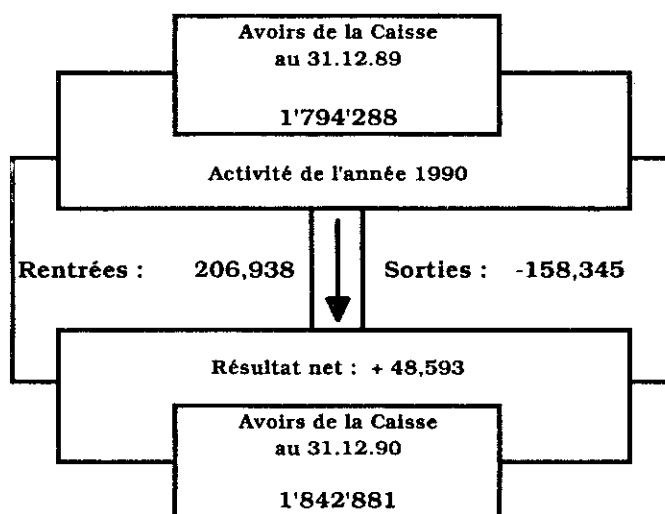 Avoirs de la Caisse
au 31.12.89
1'794'288
Activité de l'année 1990
Rentrées : 206,938 Sorties : -158,345
Résultat net : + 48,593
Avoirs de la Caisse
au 31.12.90
1'842'881